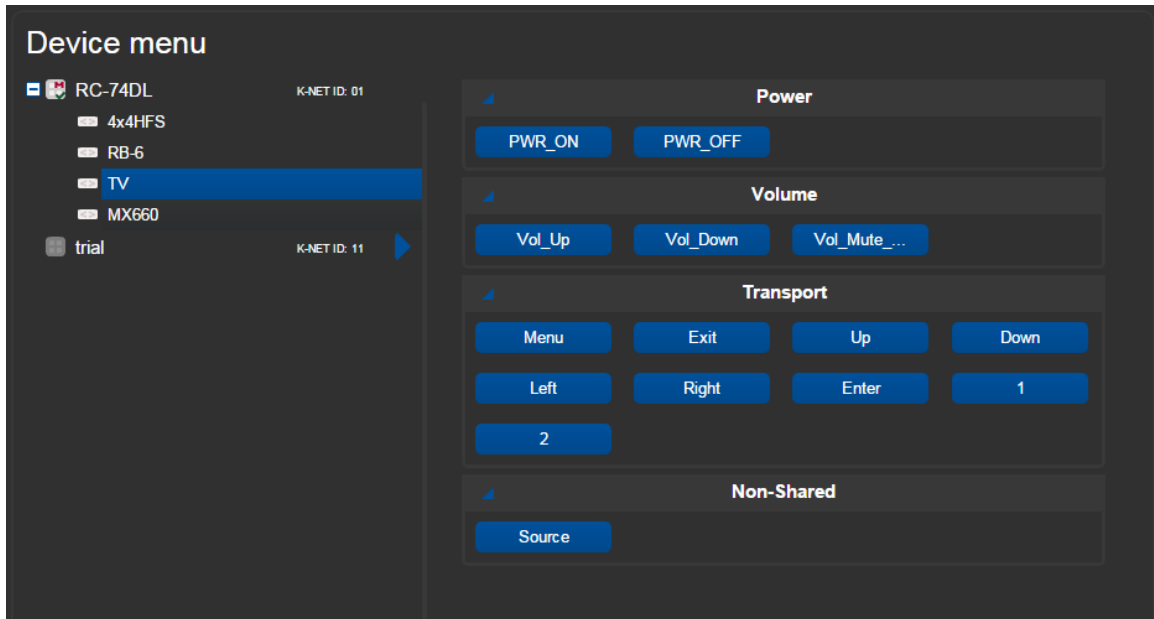 Device menu
RC-74DL K-NET ID: 01
4x4HFS
RB-6
TV
MX660
trial K-NET ID: 11
Power
PWR_ON PWR_OFF
Volume
Vol_Up Vol_Down Vol_Mute_...
Transport
Menu Exit Up Down
Left Right Enter 1
2
Non-Shared
Source